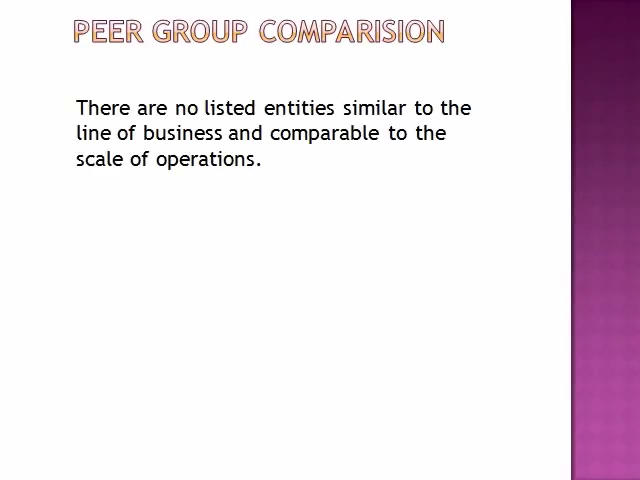 PEER GROUP COMPARISION
There are no listed entities similar to the
line of business and comparable to the
scale of operations.